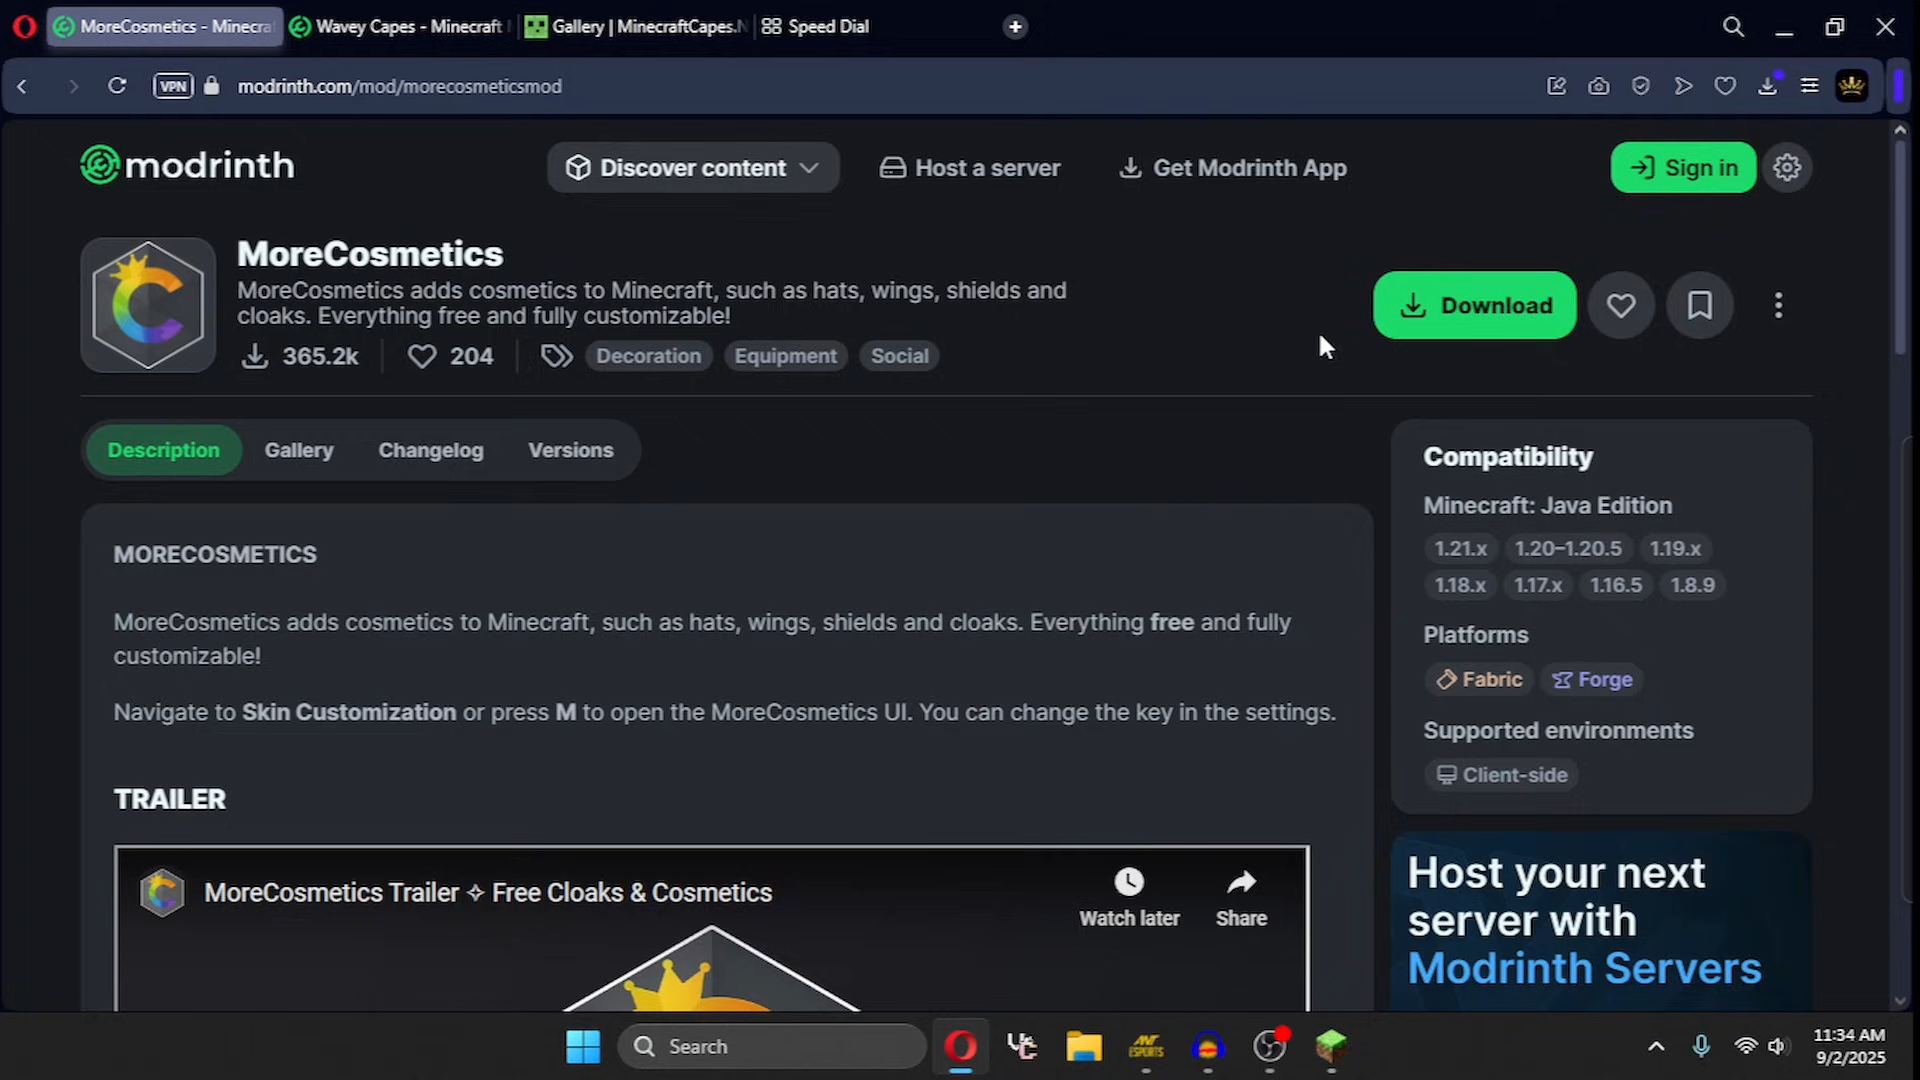 MoreCosmetics - Minecra
Wavey Capes - Minecraft
Gallery | MinecraftCapes.N
Speed Dial
VPN
modrinth.com/mod/morecosmeticsmod
modrinth
Discover content
Host a server
Get Modrinth App
Sign in
MoreCosmetics
MoreCosmetics adds cosmetics to Minecraft, such as hats, wings, shields and
cloaks. Everything free and fully customizable!
365.2k
204
Decoration
Equipment
Social
Download
Description
Gallery
Changelog
Versions
MORECOSMETICS
MoreCosmetics adds cosmetics to Minecraft, such as hats, wings, shields and cloaks. Everything free and fully
customizable!
Navigate to Skin Customization or press M to open the MoreCosmetics UI. You can change the key in the settings.
TRAILER
MoreCosmetics Trailer ✧ Free Cloaks & Cosmetics
Watch later
Share
Compatibility
Minecraft: Java Edition
1.21.x 1.20–1.20.5 1.19.x
1.18.x 1.17.x 1.16.5 1.8.9
Platforms
Fabric Forge
Supported environments
Client-side
Host your next
server with
Modrinth Servers
Search
ANT
ESPORTS
11:34 AM
9/2/2025